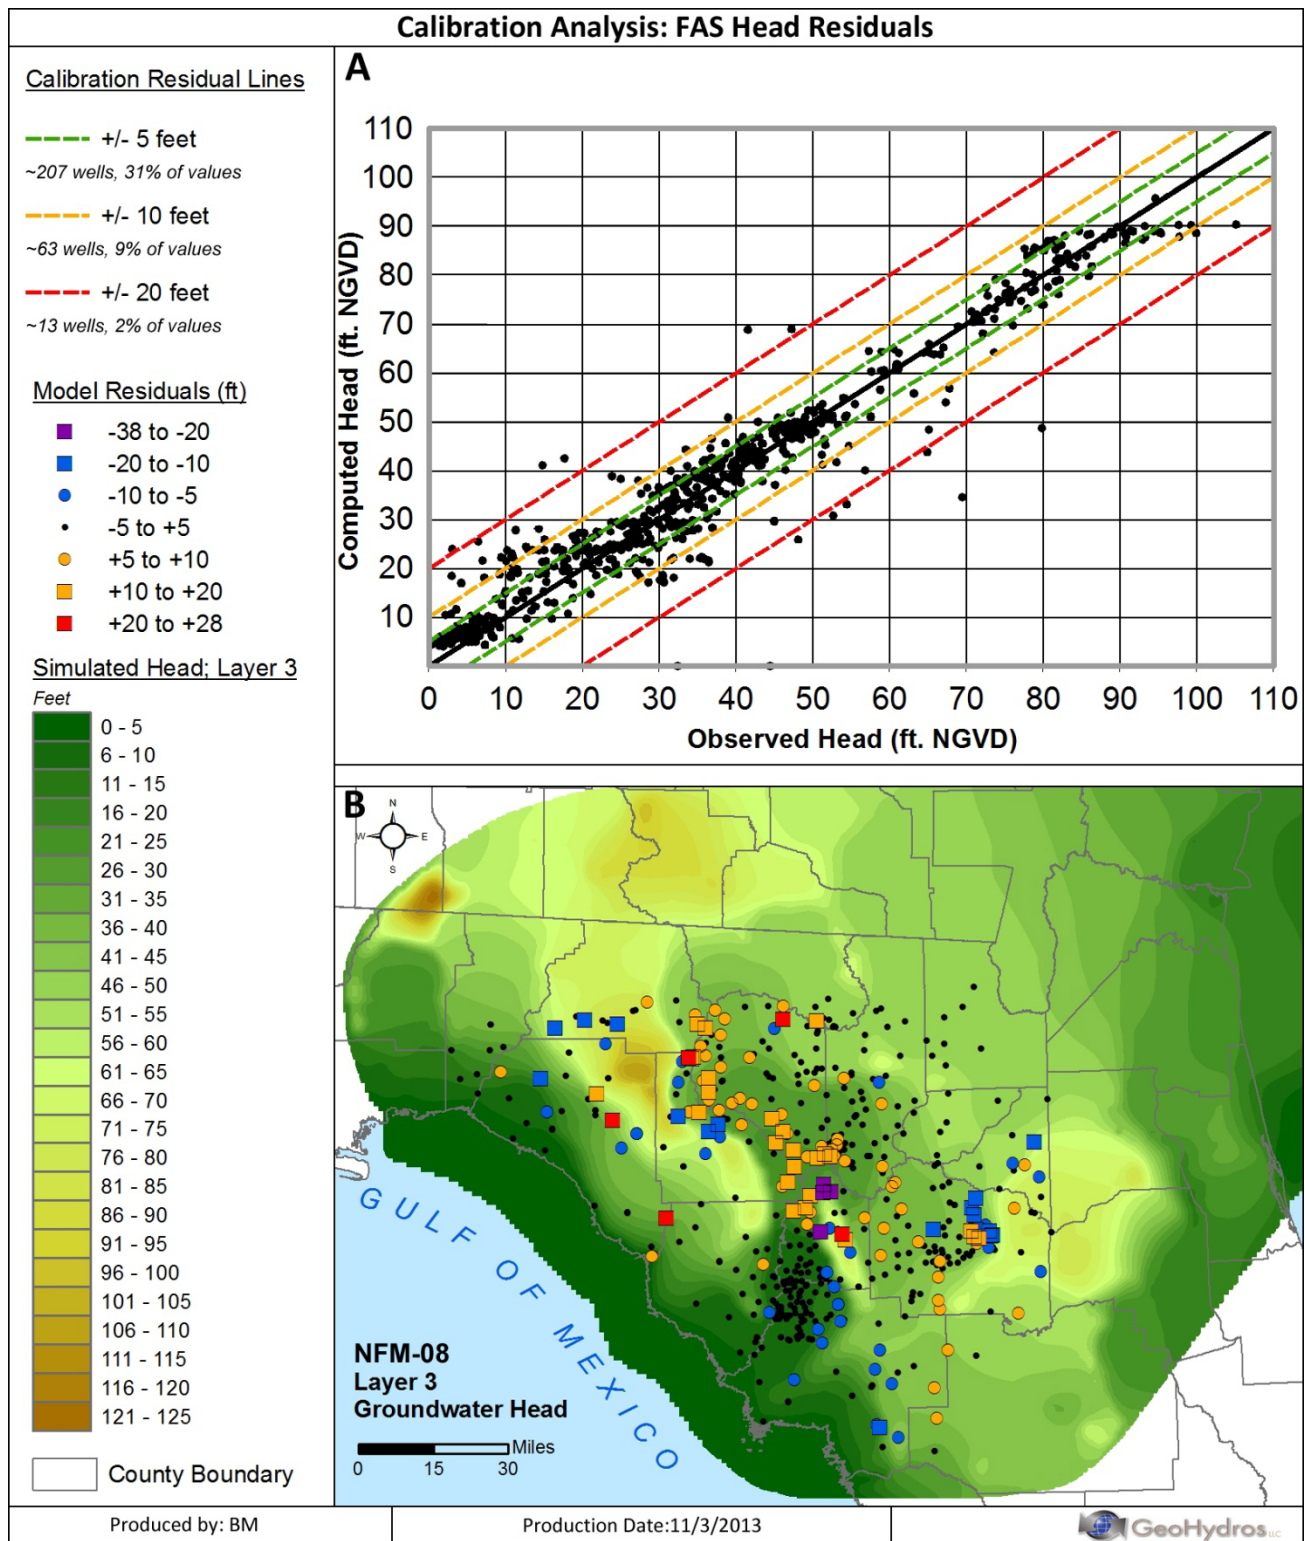 Calibration Analysis: FAS Head Residuals
Calibration Residual Lines
+/- 5 feet
~207 wells, 31% of values
+/- 10 feet
~63 wells, 9% of values
+/- 20 feet
~13 wells, 2% of values
Model Residuals (ft)
-38 to -20
-20 to -10
-10 to -5
-5 to +5
+5 to +10
+10 to +20
+20 to +28
Simulated Head; Layer 3
Feet
0 - 5
6 - 10
11 - 15
16 - 20
21 - 25
26 - 30
31 - 35
36 - 40
41 - 45
46 - 50
51 - 55
56 - 60
61 - 65
66 - 70
71 - 75
76 - 80
81 - 85
86 - 90
91 - 95
96 - 100
101 - 105
106 - 110
111 - 115
116 - 120
121 - 125
County Boundary
A
Computed Head (ft. NGVD)
110
100
90
80
70
60
50
40
30
20
10
0 10 20 30 40 50 60 70 80 90 100 110
Observed Head (ft. NGVD)
B
N
W E
S
GULF OF MEXICO
NFM-08
Layer 3
Groundwater Head
Miles
0 15 30
Produced by: BM
Production Date:11/3/2013
GeoHydros LLC